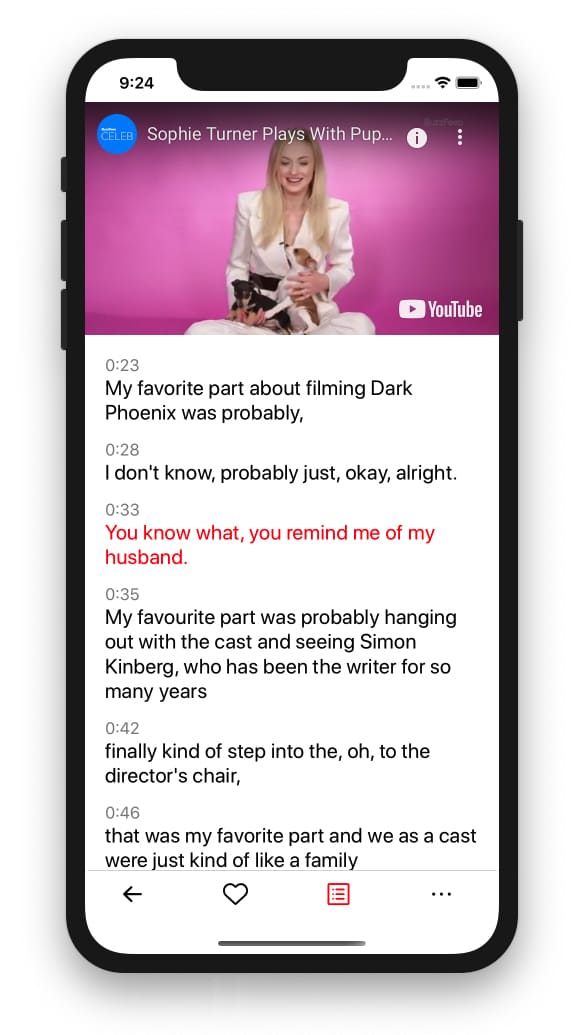 9:24
BuzzFeed
CELEB
Sophie Turner Plays With Pup...
BuzzFeed
YouTube
0:23
My favorite part about filming Dark
Phoenix was probably,
0:28
I don't know, probably just, okay, alright.
0:33
You know what, you remind me of my
husband.
0:35
My favourite part was probably hanging
out with the cast and seeing Simon
Kinberg, who has been the writer for so
many years
0:42
finally kind of step into the, oh, to the
director's chair,
0:46
that was my favorite part and we as a cast
were just kind of like a family